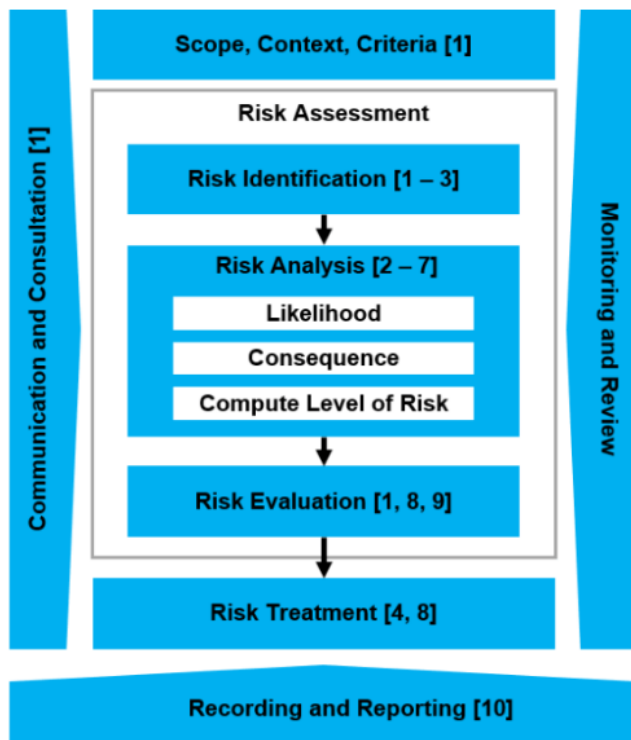 Scope, Context, Criteria [1]
Risk Assessment
Risk Identification [1 – 3]
Risk Analysis [2 – 7]
Likelihood
Consequence
Compute Level of Risk
Risk Evaluation [1, 8, 9]
Risk Treatment [4, 8]
Communication and Consultation [1]
Monitoring and Review
Recording and Reporting [10]